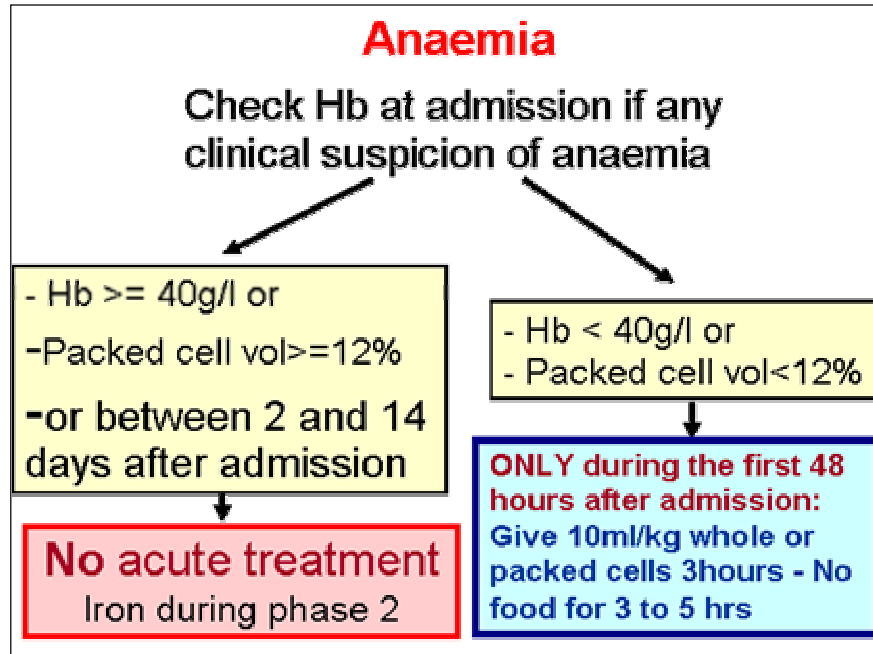 Anaemia
Check Hb at admission if any
clinical suspicion of anaemia
- Hb >= 40g/l or
-Packed cell vol>=12%
-or between 2 and 14
days after admission
- Hb < 40g/l or
- Packed cell vol<12%
No acute treatment
Iron during phase 2
ONLY during the first 48
hours after admission:
Give 10ml/kg whole or
packed cells 3hours - No
food for 3 to 5 hrs